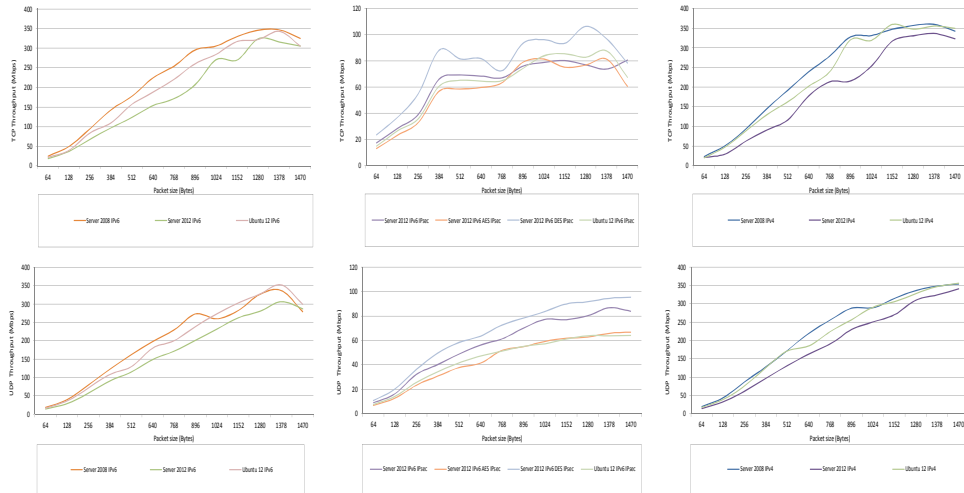 TCP Throughput (Mbps)
400
350
300
250
200
150
100
50
0
64 128 256 384 512 632 768 896 1024 1152 1280 1378 1470
Packet size (Bytes)
Server 2008 IPv6 Server 2012 IPv6 Ubuntu 12 IPv6
TCP Throughput (Mbps)
120
100
80
60
40
20
0
64 128 256 384 512 632 768 896 1024 1152 1280 1378 1470
Packet size (Bytes)
Server 2012 IPv6 IPsec Server 2012 IPv6 AES IPsec Server 2012 IPv6 DES IPsec Ubuntu 12 IPv6 IPsec
TCP Throughput (Mbps)
400
350
300
250
200
150
100
50
0
64 128 256 384 512 632 768 896 1024 1152 1280 1378 1470
Packet size (Bytes)
Server 2008 IPv4 Server 2012 IPv4 Ubuntu 12 IPv4
UDP Throughput (Mbps)
400
350
300
250
200
150
100
50
0
64 128 256 384 512 632 768 896 1024 1152 1280 1378 1470
Packet size (Bytes)
Server 2008 IPv6 Server 2012 IPv6 Ubuntu 12 IPv6
UDP Throughput (Mbps)
120
100
80
60
40
20
0
64 128 256 384 512 632 768 896 1024 1152 1280 1378 1470
Packet size (Bytes)
Server 2012 IPv6 IPsec Server 2012 IPv6 AES IPsec Server 2012 IPv6 DES IPsec Ubuntu 12 IPv6 IPsec
UDP Throughput (Mbps)
400
350
300
250
200
150
100
50
0
64 128 256 384 512 632 768 896 1024 1152 1280 1378 1470
Packet size (Bytes)
Server 2008 IPv4 Server 2012 IPv4 Ubuntu 12 IPv4